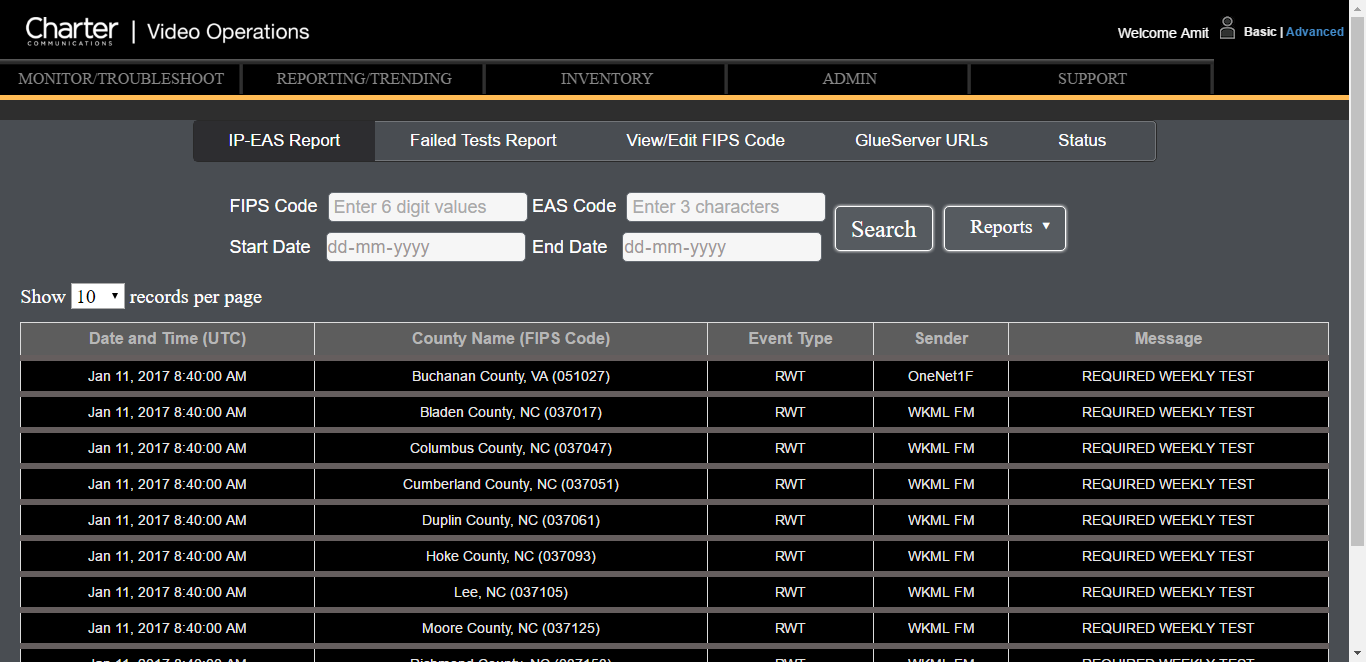 Charter
COMMUNICATIONS
| Video Operations
Welcome Amit Basic | Advanced
MONITOR/TROUBLESHOOT REPORTING/TRENDING INVENTORY ADMIN SUPPORT
IP-EAS Report Failed Tests Report View/Edit FIPS Code GlueServer URLs Status
FIPS Code Enter 6 digit values EAS Code Enter 3 characters
Start Date dd-mm-yyyy End Date dd-mm-yyyy
Search Reports ▼
Show 10 records per page
Date and Time (UTC) County Name (FIPS Code) Event Type Sender Message
Jan 11, 2017 8:40:00 AM Buchanan County, VA (051027) RWT OneNet1F REQUIRED WEEKLY TEST
Jan 11, 2017 8:40:00 AM Bladen County, NC (037017) RWT WKML FM REQUIRED WEEKLY TEST
Jan 11, 2017 8:40:00 AM Columbus County, NC (037047) RWT WKML FM REQUIRED WEEKLY TEST
Jan 11, 2017 8:40:00 AM Cumberland County, NC (037051) RWT WKML FM REQUIRED WEEKLY TEST
Jan 11, 2017 8:40:00 AM Duplin County, NC (037061) RWT WKML FM REQUIRED WEEKLY TEST
Jan 11, 2017 8:40:00 AM Hoke County, NC (037093) RWT WKML FM REQUIRED WEEKLY TEST
Jan 11, 2017 8:40:00 AM Lee, NC (037105) RWT WKML FM REQUIRED WEEKLY TEST
Jan 11, 2017 8:40:00 AM Moore County, NC (037125) RWT WKML FM REQUIRED WEEKLY TEST